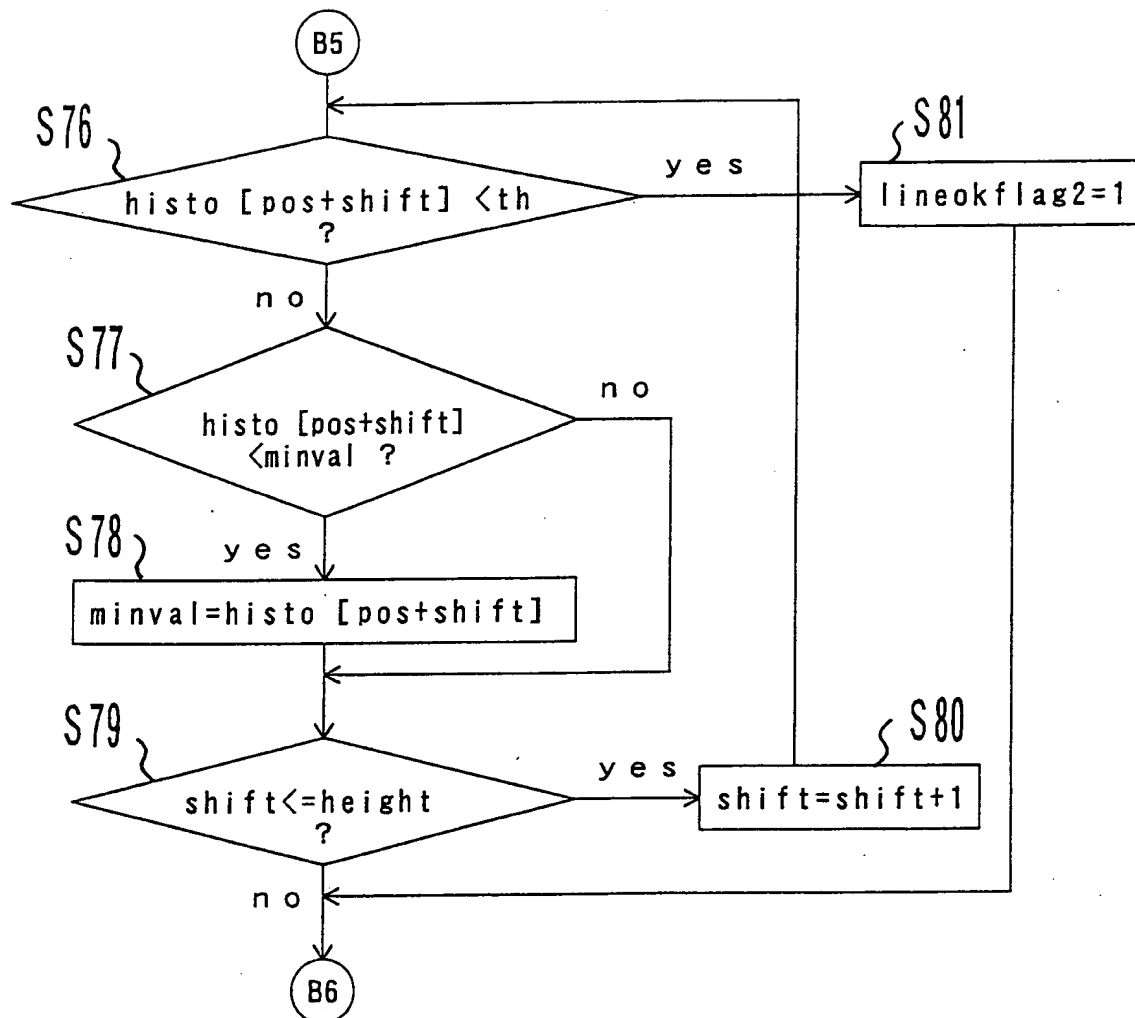 B5
S76
S81
yes
histo [pos+shift] <th
?
lineokflag2=1
no
S77
no
histo [pos+shift]
<minval ?
S78
yes
minval=histo [pos+shift]
S79
S80
yes
shift<=height
?
shift=shift+1
no
B6